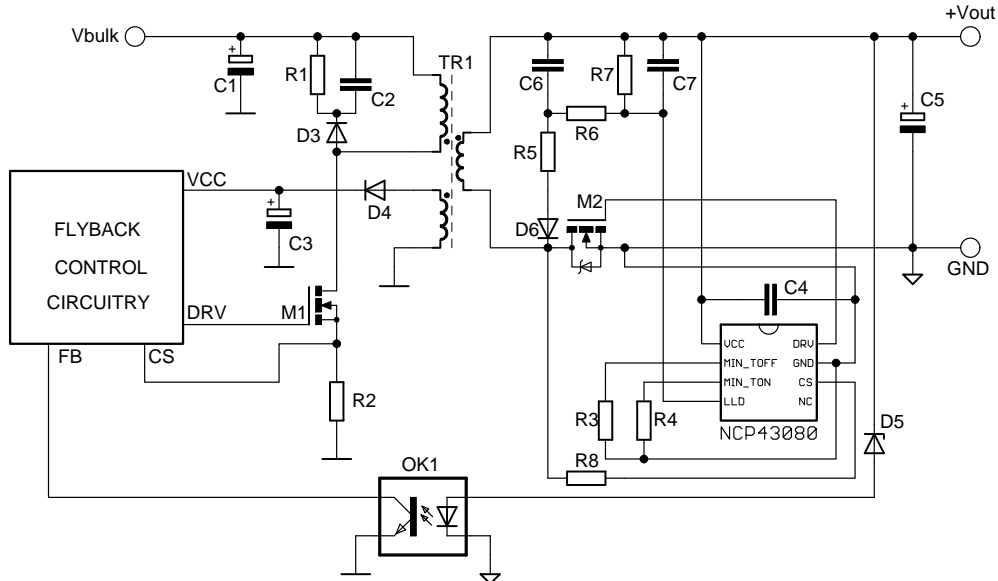 +Vout
Vbulk
+
C1
R1
C2
TR1
C6
R7
C7
+
C5
D3
R6
R5
VCC
D4
M2
D6
+
C3
FLYBACK
CONTROL
CIRCUITRY
GND
M1
DRV
C4
FB
CS
VCC
DRV
MIN_TOFF
GND
MIN_TON
CS
LLD
NC
R2
R3
R4
NCP43080
D5
R8
OK1